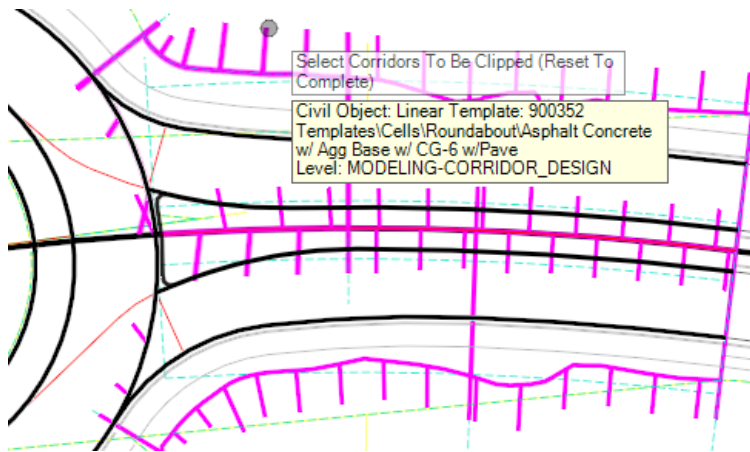 Select Corridors To Be Clipped (Reset To
Complete)
Civil Object: Linear Template: 900352
Templates\Cells\Roundabout\Asphalt Concrete
w/ Agg Base w/ CG-6 w/Pave
Level: MODELING-CORRIDOR_DESIGN